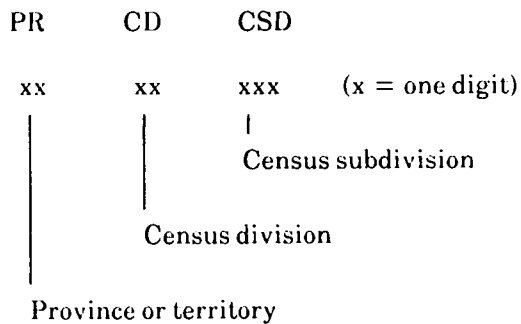 PR CD CSD
xx xx xxx (x = one digit)
Census subdivision
Census division
Province or territory